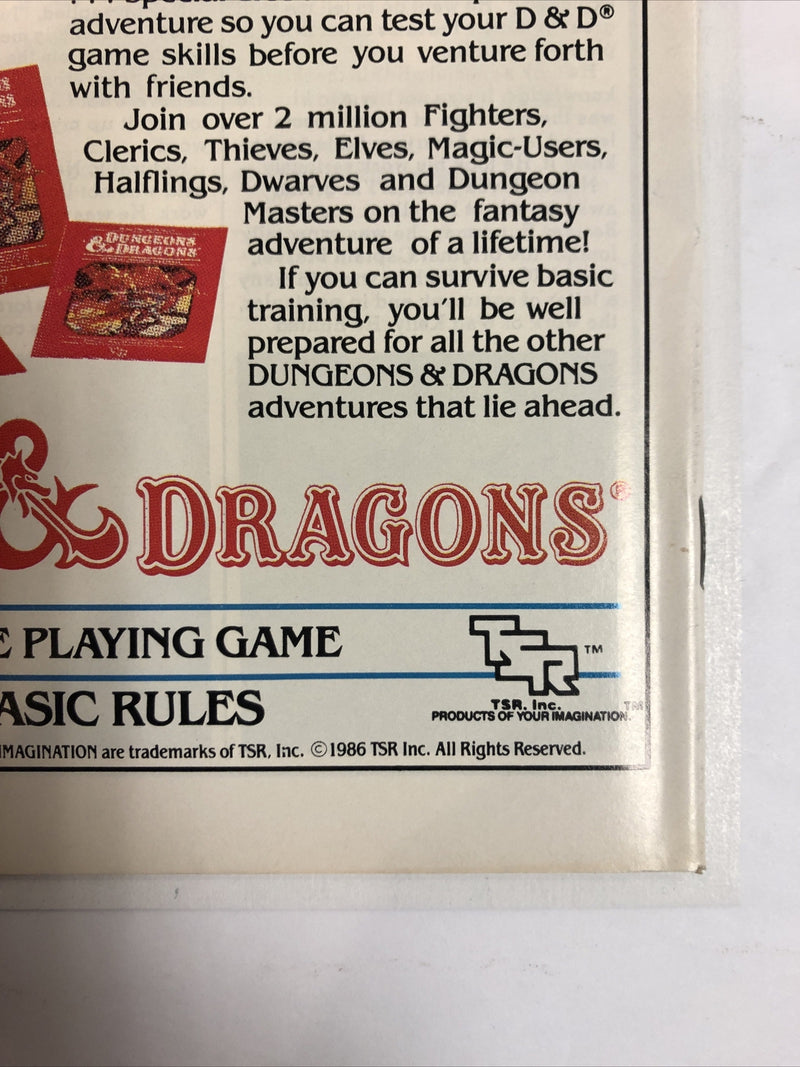 adventure so you can test your D & D®
game skills before you venture forth
with friends.
Join over 2 million Fighters,
Clerics, Thieves, Elves, Magic-Users,
Halflings, Dwarves and Dungeon
Masters on the fantasy
adventure of a lifetime!
If you can survive basic
training, you'll be well
prepared for all the other
DUNGEONS & DRAGONS
adventures that lie ahead.
DUNGEONS
& DRAGONS
& DRAGONS®
PLAYING GAME
ASIC RULES
TSR ™
TSR, Inc.
PRODUCTS OF YOUR IMAGINATION.™
IMAGINATION are trademarks of TSR, Inc. ©1986 TSR Inc. All Rights Reserved.